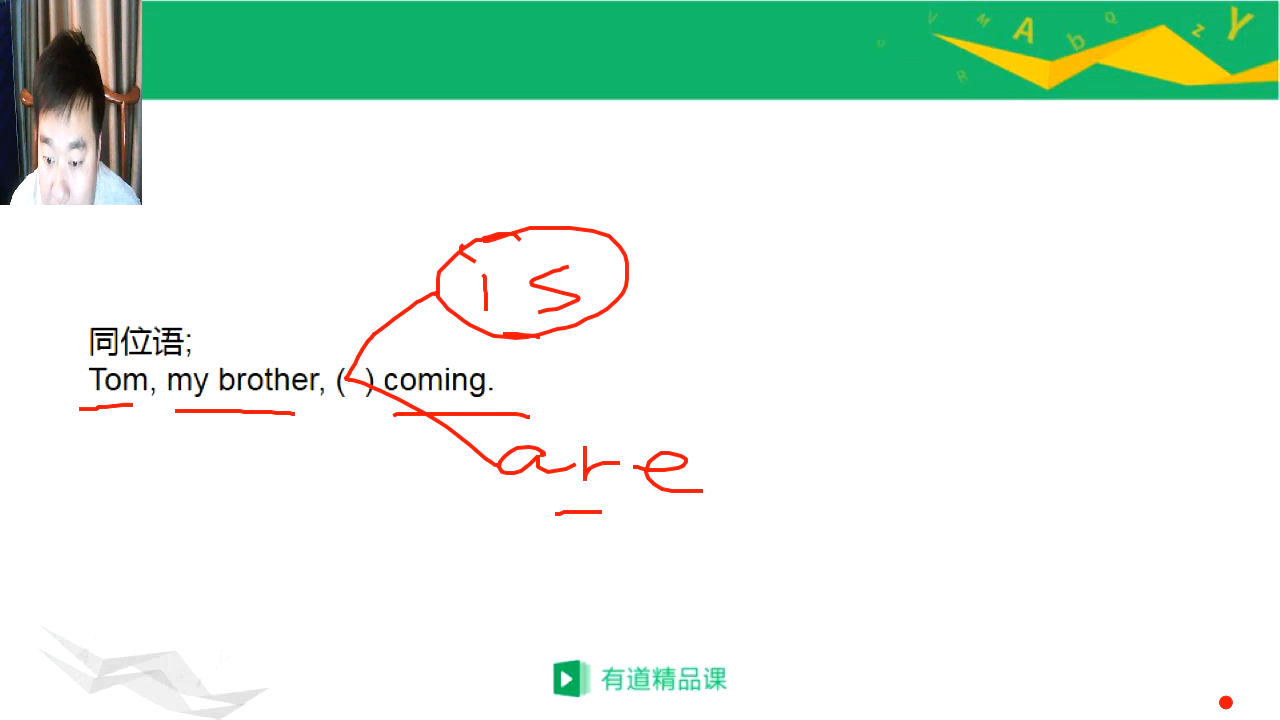 is
同位语;
Tom, my brother, ( ) coming.
are
有道精品课